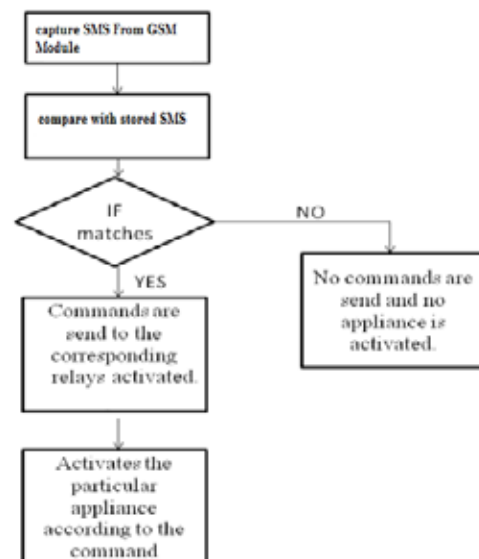 capture SMS From GSM
Module
compare with stored SMS
IF
matches
NO
YES
No commands are
send and no
appliance is
activated.
Commands are
send to the
corresponding
relays activated.
Activates the
particular
appliance
according to the
command